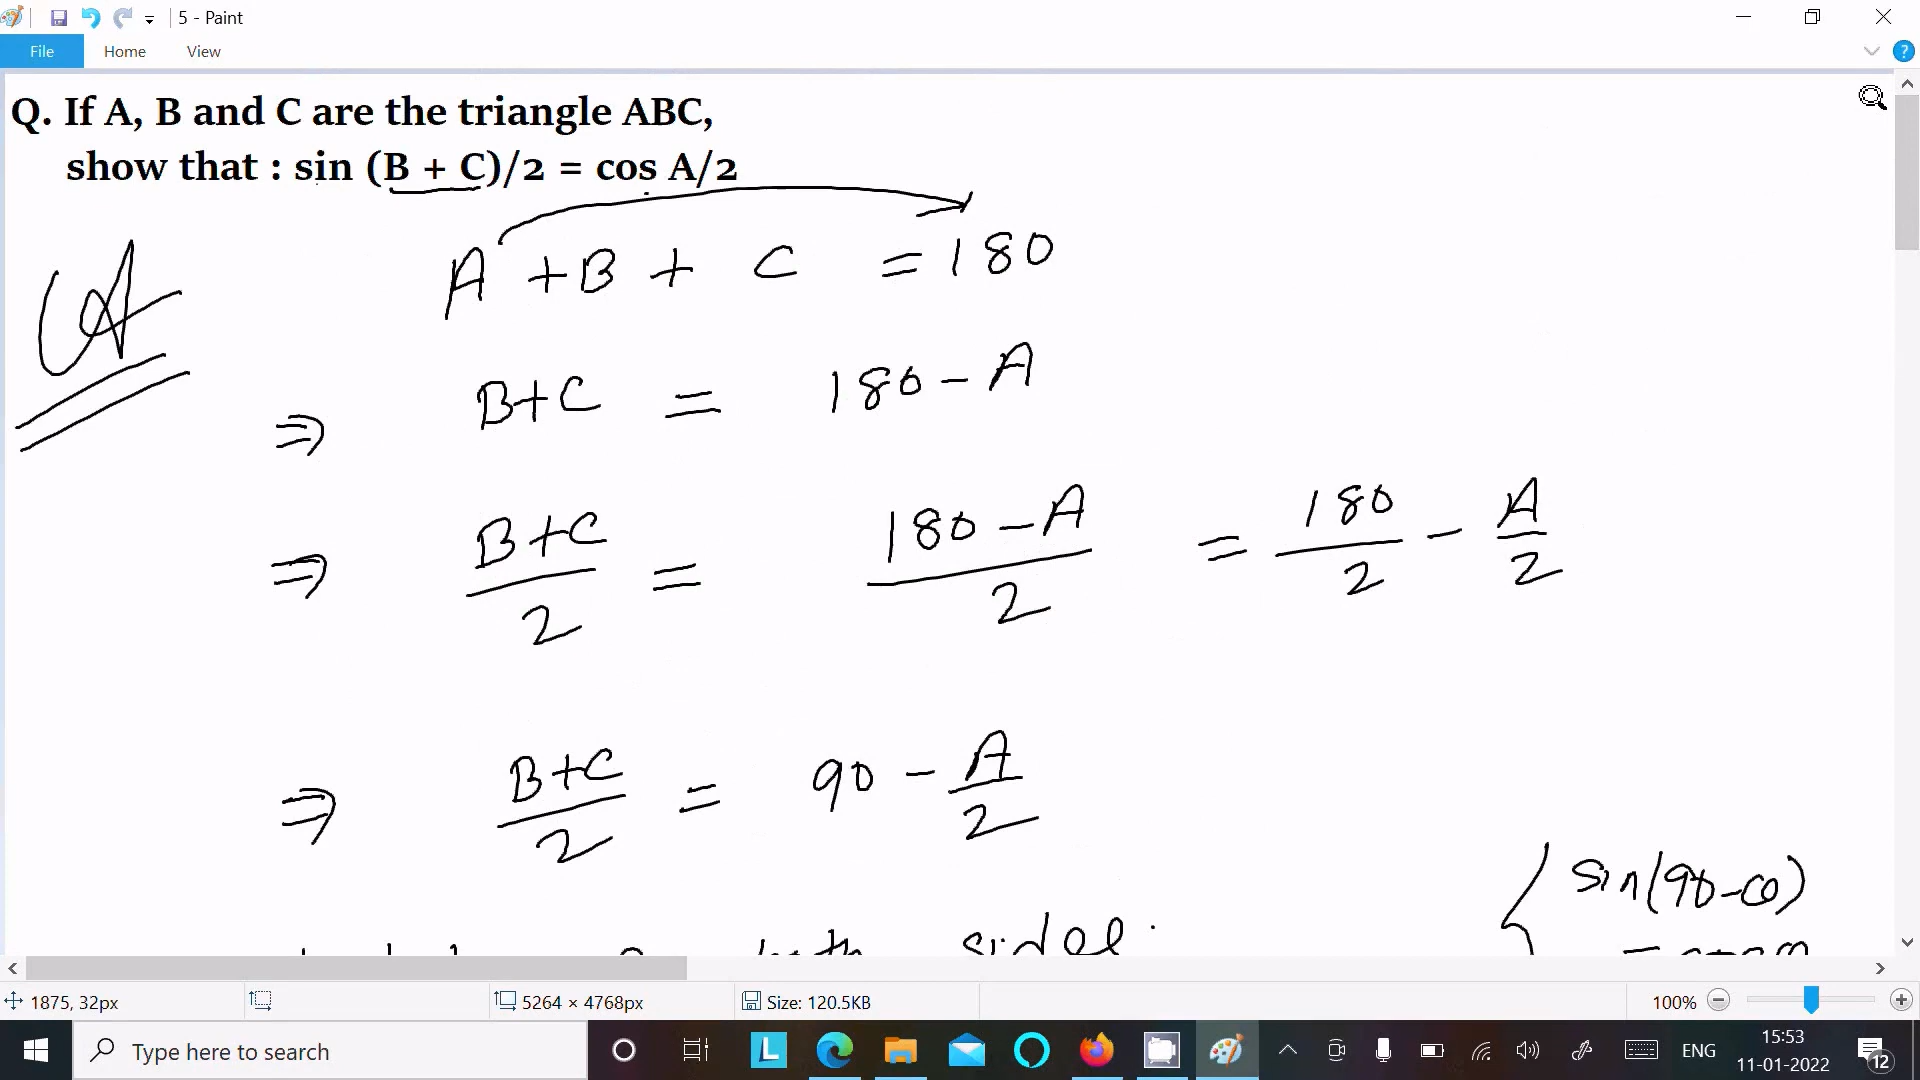 5 - Paint
File Home View
Q. If A, B and C are the triangle ABC,
show that : sin (B + C)/2 = cos A/2
A + B + C = 180
⇒ B+C = 180 - A
⇒ B+C/2 = 180 - A/2 = 180/2 - A/2
⇒ B+C/2 = 90 - A/2
sin(90-
sides
1875, 32px 5264 × 4768px Size: 120.5KB 100%
Type here to search
ENG
15:53
11-01-2022
12